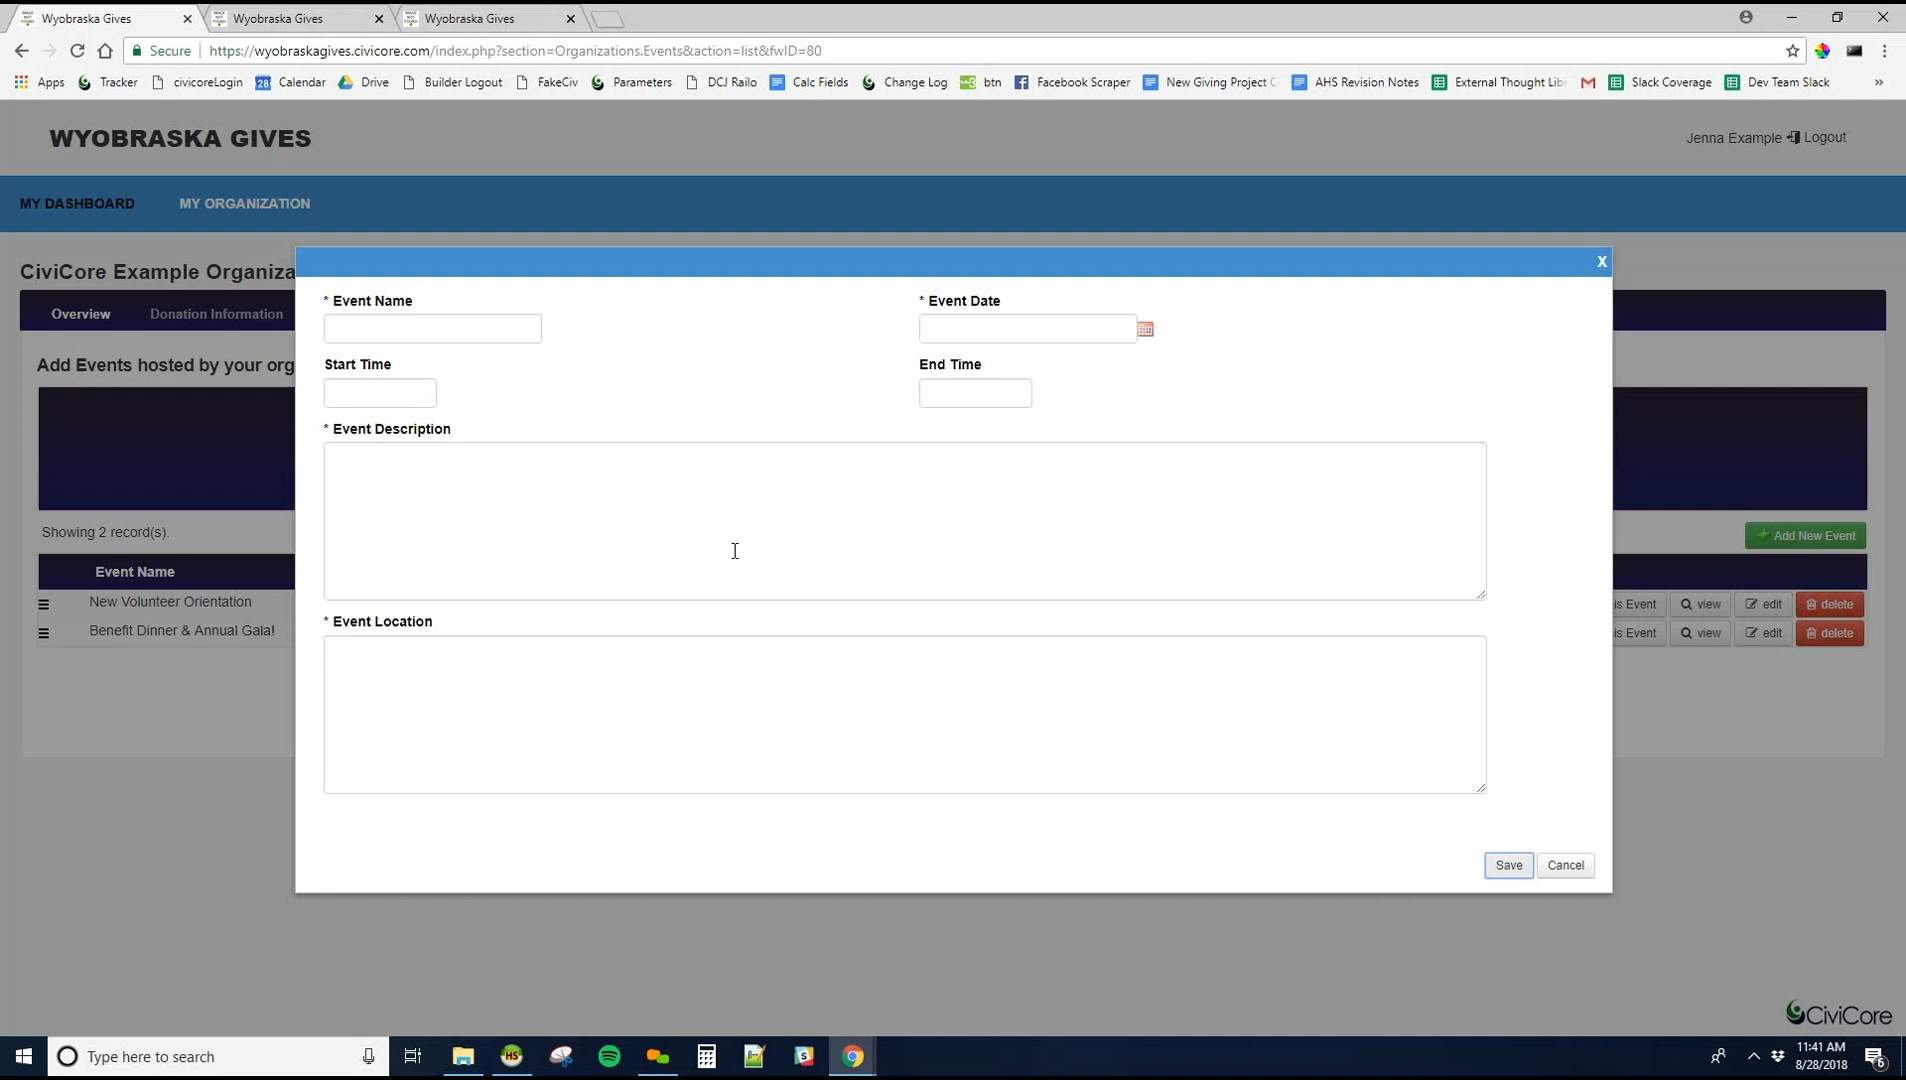 Wyobraska Gives
Wyobraska Gives
Wyobraska Gives
Secure | https://wyobraskagives.civicore.com/index.php?section=Organizations.Events&action=list&fwID=80
Apps Tracker civicoreLogin 28 Calendar Drive Builder Logout FakeCiv Parameters DCJ Railo Calc Fields Change Log btn Facebook Scraper New Giving Project C AHS Revision Notes External Thought Lib Slack Coverage Dev Team Slack »
WYOBRASKA GIVES
Jenna Example Logout
MY DASHBOARD MY ORGANIZATION
CiviCore Example Organiza
X
* Event Name * Event Date
Overview Donation Information
Start Time End Time
Add Events hosted by your org
* Event Description
Showing 2 record(s).
Add New Event
Event Name
New Volunteer Orientation
is Event view edit delete
Benefit Dinner & Annual Gala!
is Event view edit delete
* Event Location
Save Cancel
CiviCore
Type here to search
HS
S
11:41 AM
8/28/2018
6